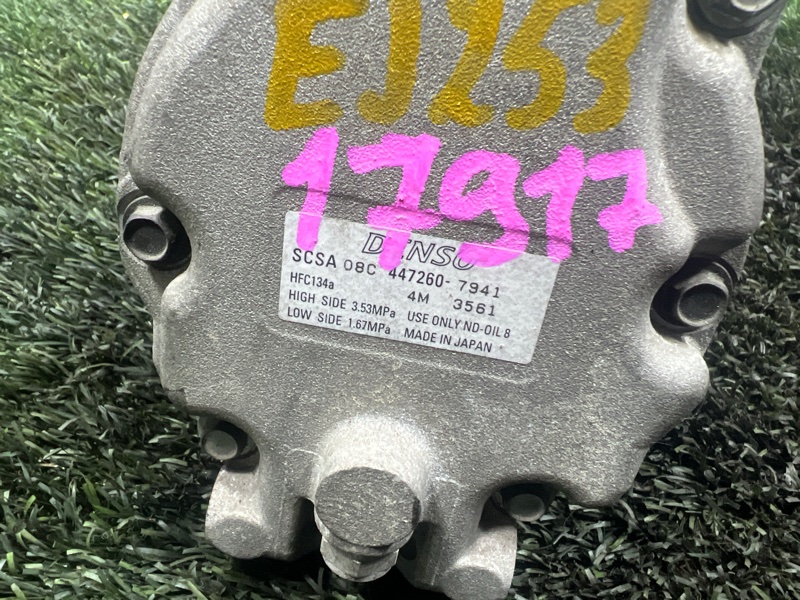 EJ253
17917
DENSO
SCSA 08C 447260-7941
HFC134a 4M 3561
HIGH SIDE 3.53MPa USE ONLY ND-OIL 8
LOW SIDE 1.67MPa MADE IN JAPAN